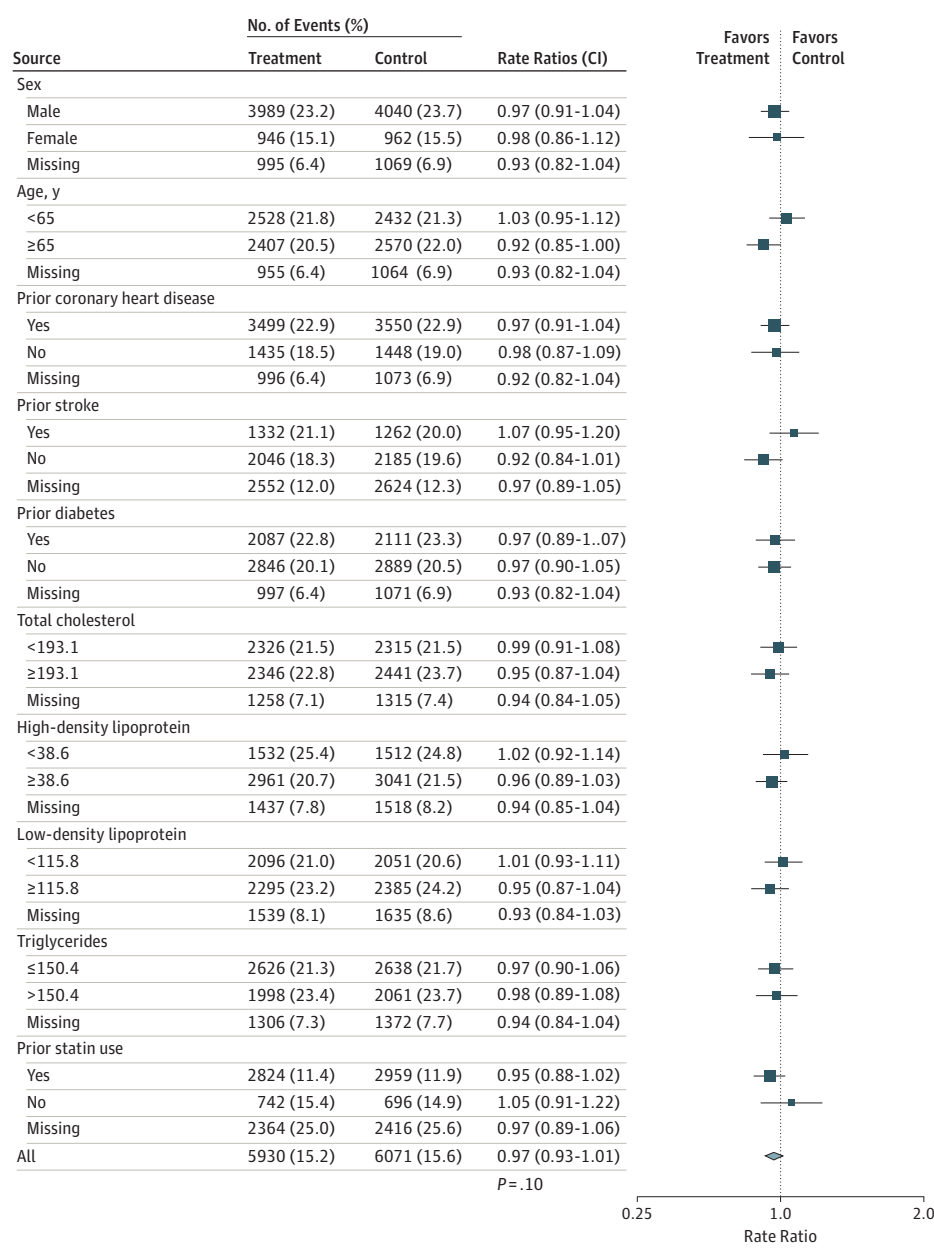 No. of Events (%)
Favors Favors
Source Treatment Control Rate Ratios (CI) Treatment Control
Sex
Male 3989 (23.2) 4040 (23.7) 0.97 (0.91-1.04)
Female 946 (15.1) 962 (15.5) 0.98 (0.86-1.12)
Missing 995 (6.4) 1069 (6.9) 0.93 (0.82-1.04)
Age, y
<65 2528 (21.8) 2432 (21.3) 1.03 (0.95-1.12)
≥65 2407 (20.5) 2570 (22.0) 0.92 (0.85-1.00)
Missing 955 (6.4) 1064 (6.9) 0.93 (0.82-1.04)
Prior coronary heart disease
Yes 3499 (22.9) 3550 (22.9) 0.97 (0.91-1.04)
No 1435 (18.5) 1448 (19.0) 0.98 (0.87-1.09)
Missing 996 (6.4) 1073 (6.9) 0.92 (0.82-1.04)
Prior stroke
Yes 1332 (21.1) 1262 (20.0) 1.07 (0.95-1.20)
No 2046 (18.3) 2185 (19.6) 0.92 (0.84-1.01)
Missing 2552 (12.0) 2624 (12.3) 0.97 (0.89-1.05)
Prior diabetes
Yes 2087 (22.8) 2111 (23.3) 0.97 (0.89-1..07)
No 2846 (20.1) 2889 (20.5) 0.97 (0.90-1.05)
Missing 997 (6.4) 1071 (6.9) 0.93 (0.82-1.04)
Total cholesterol
<193.1 2326 (21.5) 2315 (21.5) 0.99 (0.91-1.08)
≥193.1 2346 (22.8) 2441 (23.7) 0.95 (0.87-1.04)
Missing 1258 (7.1) 1315 (7.4) 0.94 (0.84-1.05)
High-density lipoprotein
<38.6 1532 (25.4) 1512 (24.8) 1.02 (0.92-1.14)
≥38.6 2961 (20.7) 3041 (21.5) 0.96 (0.89-1.03)
Missing 1437 (7.8) 1518 (8.2) 0.94 (0.85-1.04)
Low-density lipoprotein
<115.8 2096 (21.0) 2051 (20.6) 1.01 (0.93-1.11)
≥115.8 2295 (23.2) 2385 (24.2) 0.95 (0.87-1.04)
Missing 1539 (8.1) 1635 (8.6) 0.93 (0.84-1.03)
Triglycerides
≤150.4 2626 (21.3) 2638 (21.7) 0.97 (0.90-1.06)
>150.4 1998 (23.4) 2061 (23.7) 0.98 (0.89-1.08)
Missing 1306 (7.3) 1372 (7.7) 0.94 (0.84-1.04)
Prior statin use
Yes 2824 (11.4) 2959 (11.9) 0.95 (0.88-1.02)
No 742 (15.4) 696 (14.9) 1.05 (0.91-1.22)
Missing 2364 (25.0) 2416 (25.6) 0.97 (0.89-1.06)
All 5930 (15.2) 6071 (15.6) 0.97 (0.93-1.01)
P = .10
0.25 1.0 2.0
Rate Ratio